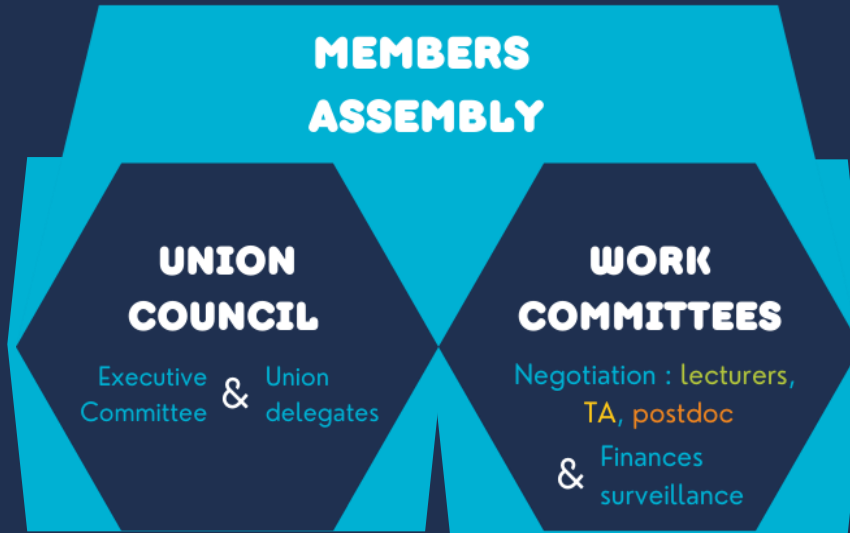 MEMBERS
ASSEMBLY
UNION
COUNCIL
Executive
Committee
&
Union
delegates
WORK
COMMITTEES
Negotiation : lecturers,
TA, postdoc
&
Finances
surveillance